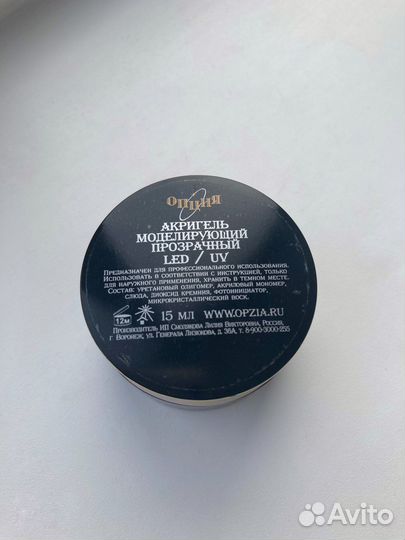 ОПЦИЯ
АКРИГЕЛЬ
МОДЕЛИРУЮЩИЙ
ПРОЗРАЧНЫЙ
LED / UV
ПРЕДНАЗНАЧЕН ДЛЯ ПРОФЕССИОНАЛЬНОГО ИСПОЛЬЗОВАНИЯ.
ИСПОЛЬЗОВАТЬ В СООТВЕТСТВИИ С ИНСТРУКЦИЕЙ, ТОЛЬКО
ДЛЯ НАРУЖНОГО ПРИМЕНЕНИЯ, ХРАНИТЬ В ТЕМНОМ МЕСТЕ.
СОСТАВ: УРЕТАНОВЫЙ ОЛИГОМЕР, АКРИЛОВЫЙ МОНОМЕР,
СЛЮДА, ДИОКСИД КРЕМНИЯ, ФОТОИНИЦИАТОР,
МИКРОКРИСТАЛЛИЧЕСКИЙ ВОСК.
12М 15 МЛ WWW.OPZIA.RU
ПРОИЗВОДИТЕЛЬ ИП СМОЛЯКОВА ЛИЛИЯ ВИКТОРОВНА, РОССИЯ,
Г ВОРОНЕЖ, УЛ. ГЕНЕРАЛА ЛИЗЮКОВА, Д. 36А, Т. 8-900-3000-255
Avito